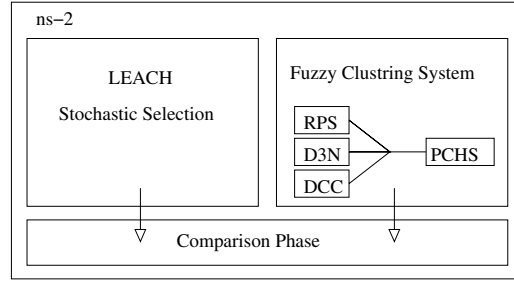 ns−2
LEACH
Stochastic Selection
Fuzzy Clustring System
RPS
D3N
DCC
PCHS
Comparison Phase